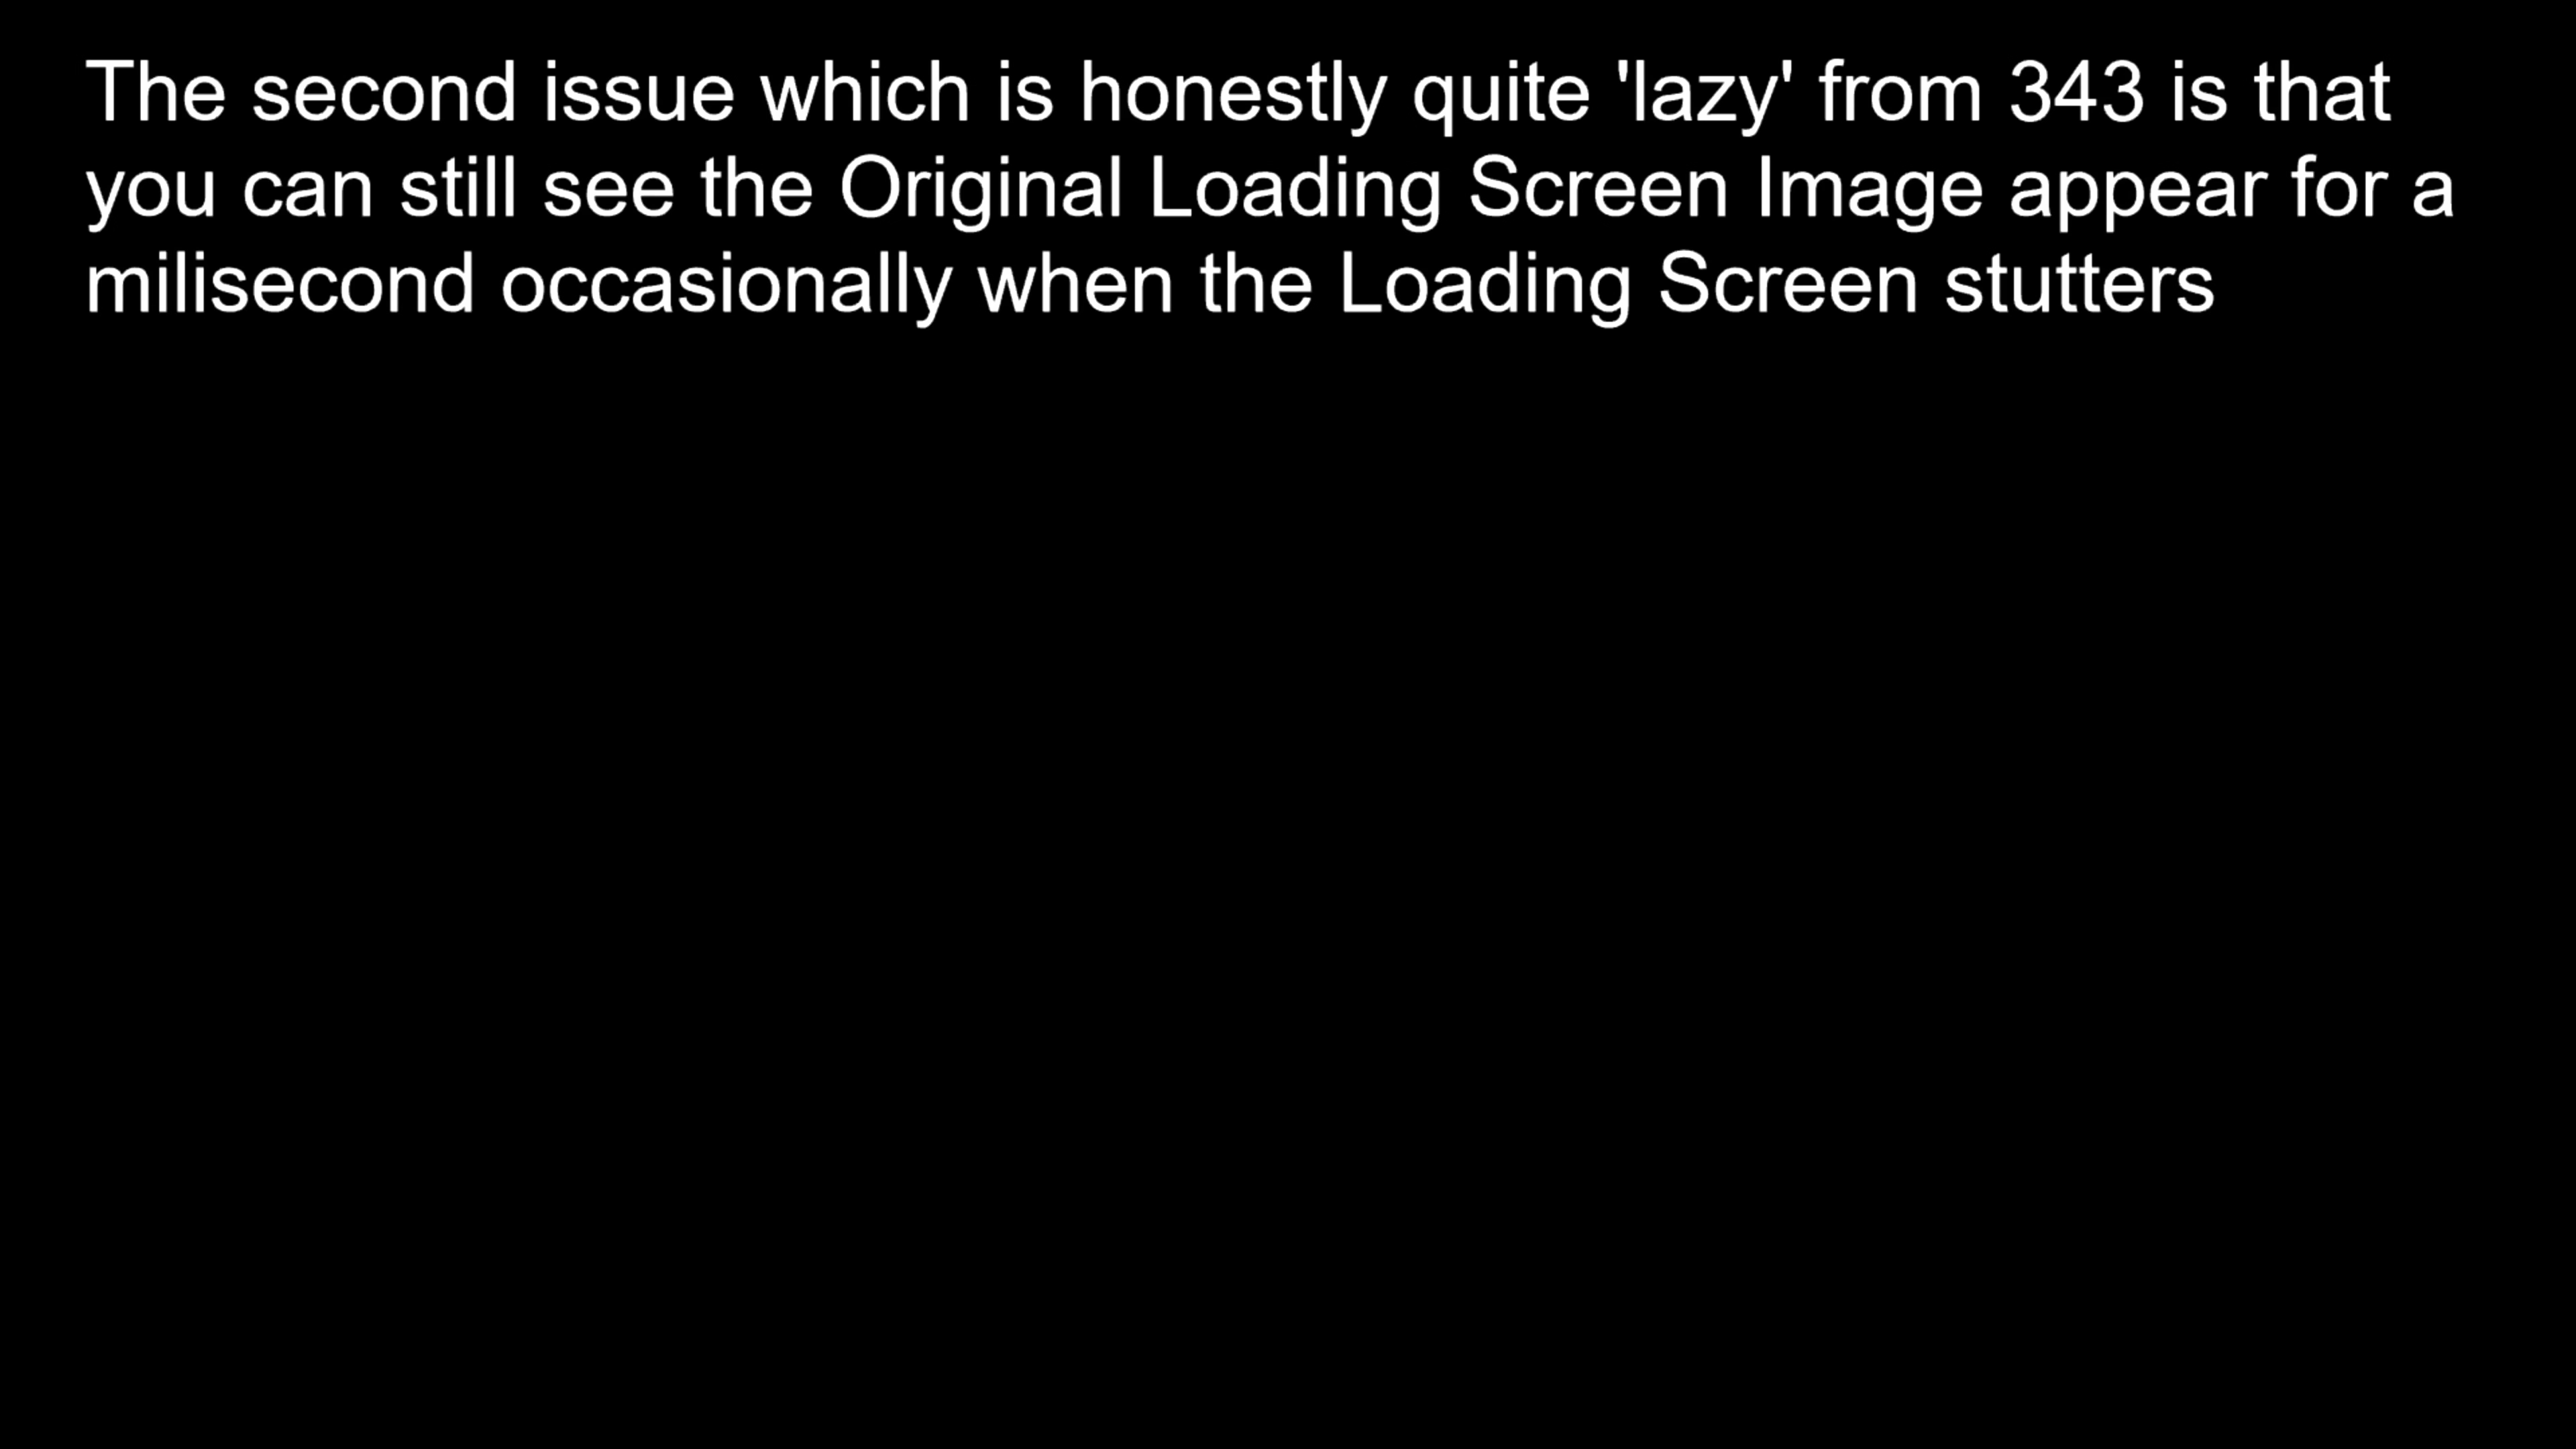 The second issue which is honestly quite 'lazy' from 343 is that
you can still see the Original Loading Screen Image appear for a
milisecond occasionally when the Loading Screen stutters